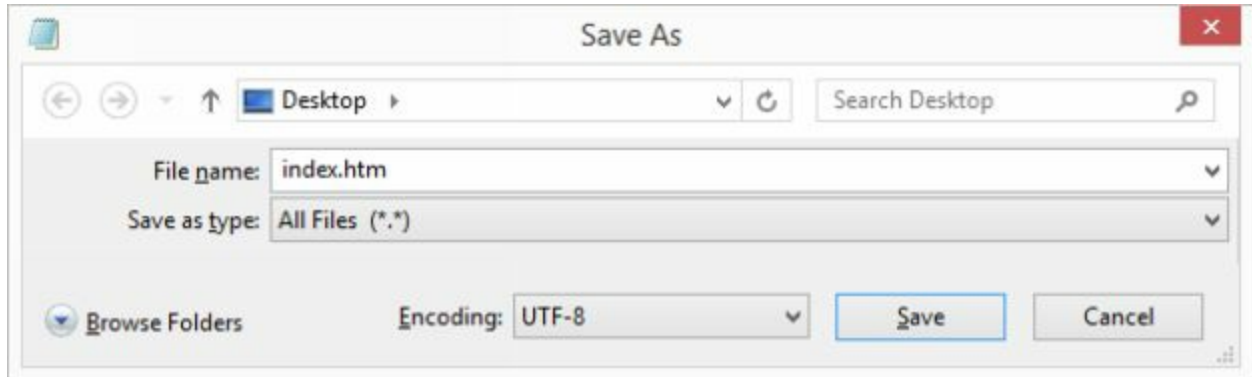 Save As
Desktop
Search Desktop
File name: index.htm
Save as type: All Files (*.*)
Browse Folders Encoding: UTF-8 Save Cancel